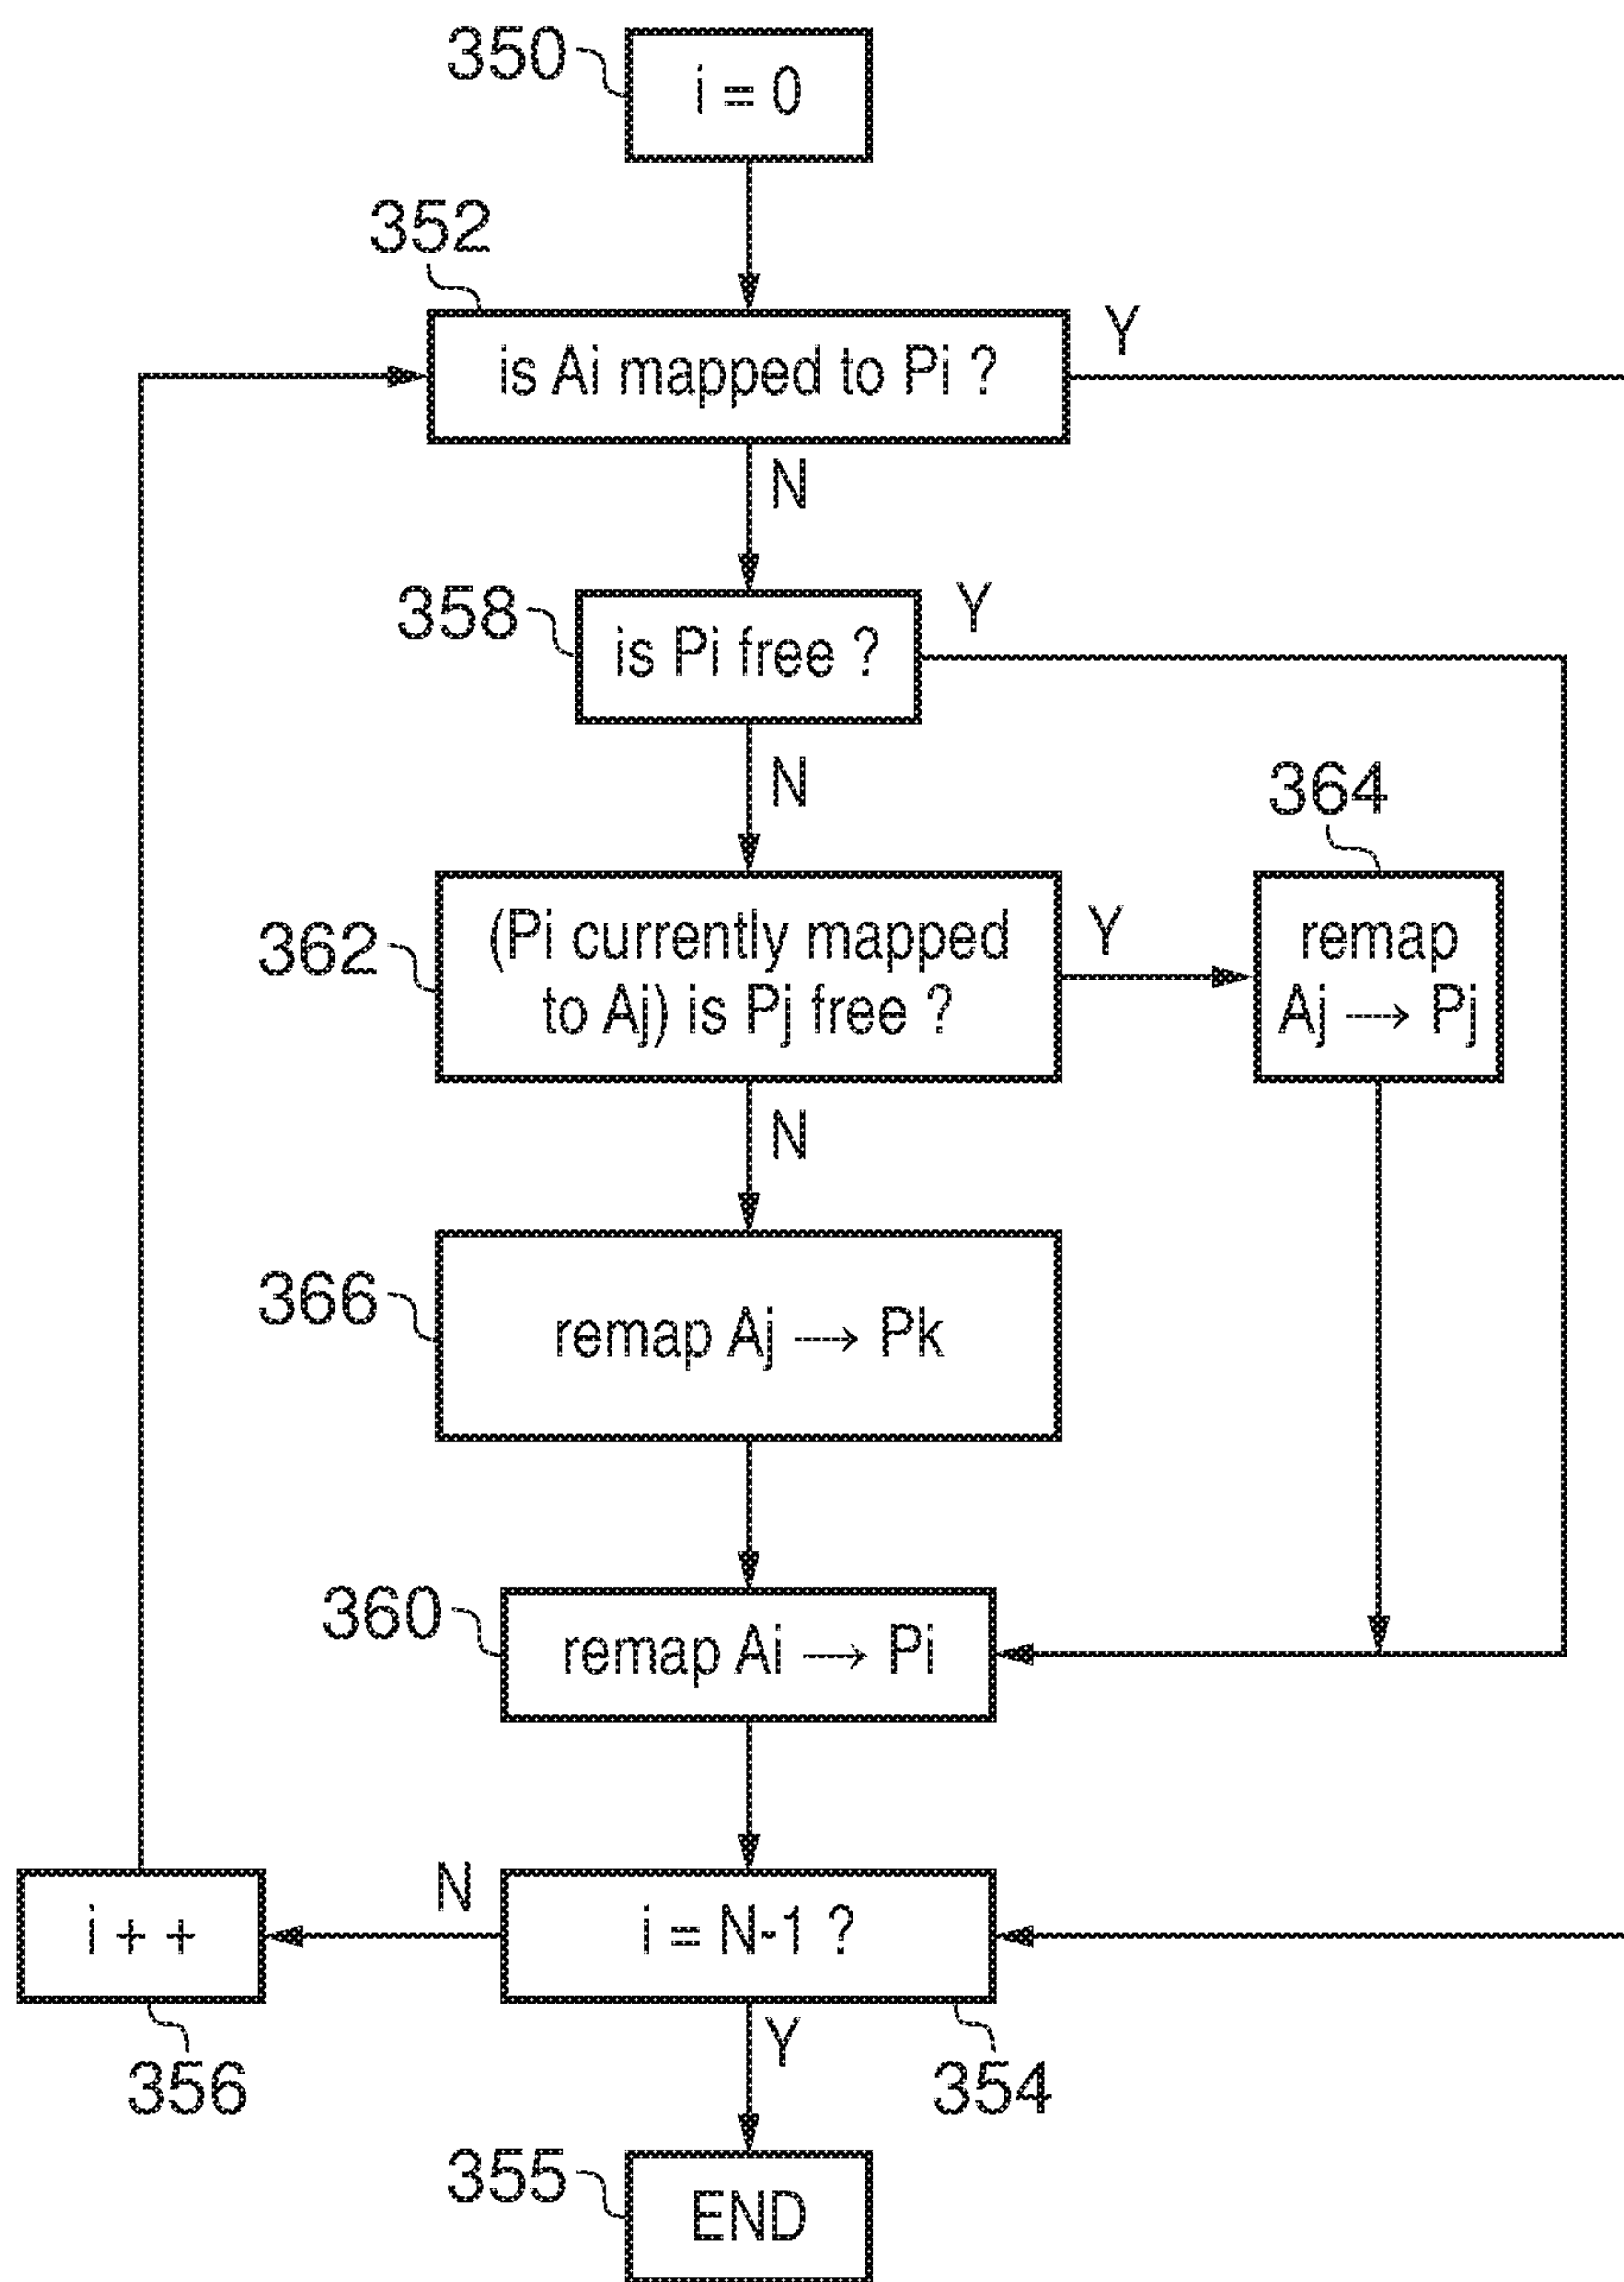 350
i = 0
352
is Ai mapped to Pi ?
Y
N
358
is Pi free ?
Y
N
364
362
(Pi currently mapped
to Aj) is Pj free ?
Y
remap
Aj → Pj
N
366
remap Aj → Pk
360
remap Ai → Pi
i + +
N
i = N-1 ?
356
Y
354
355
END